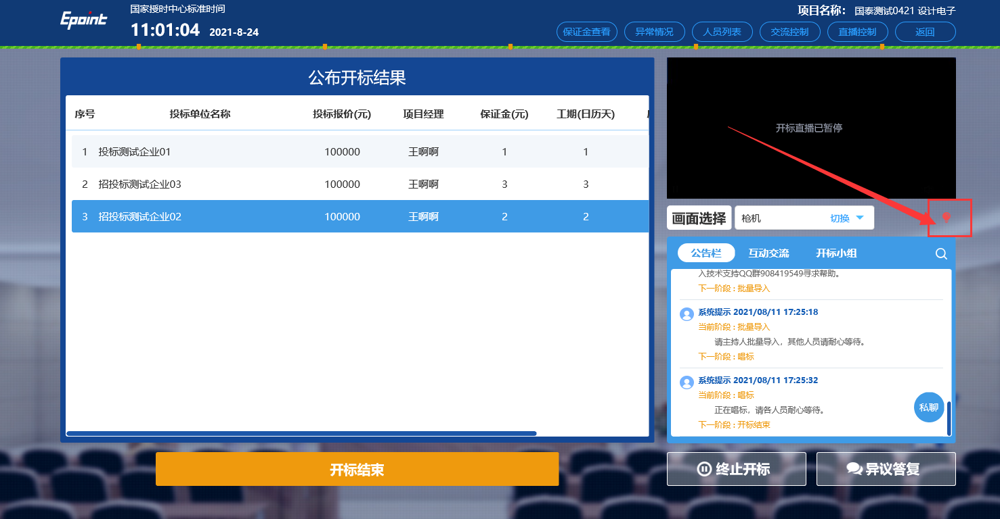 Epoint
国家授时中心标准时间
11:01:04 2021-8-24
项目名称： 国泰测试0421 设计电子
保证金查看 异常情况 人员列表 交流控制 直播控制 返回
公布开标结果
序号 投标单位名称 投标报价(元) 项目经理 保证金(元) 工期(日历天)
1 投标测试企业01 100000 王啊啊 1 1
2 招投标测试企业03 100000 王啊啊 3 3
3 招投标测试企业02 100000 王啊啊 2 2
开标结束
开标直播已暂停
画面选择 枪机 切换
公告栏 互动交流 开标小组
入技术支持QQ群908419549寻求帮助。
下一阶段 : 批量导入
系统提示 2021/08/11 17:25:18
当前阶段 : 批量导入
请主持人批量导入，其他人员请耐心等待。
下一阶段 : 唱标
系统提示 2021/08/11 17:25:32
当前阶段 : 唱标
正在唱标，请各人员耐心等待。
下一阶段 : 开标结束
私聊
终止开标 异议答复